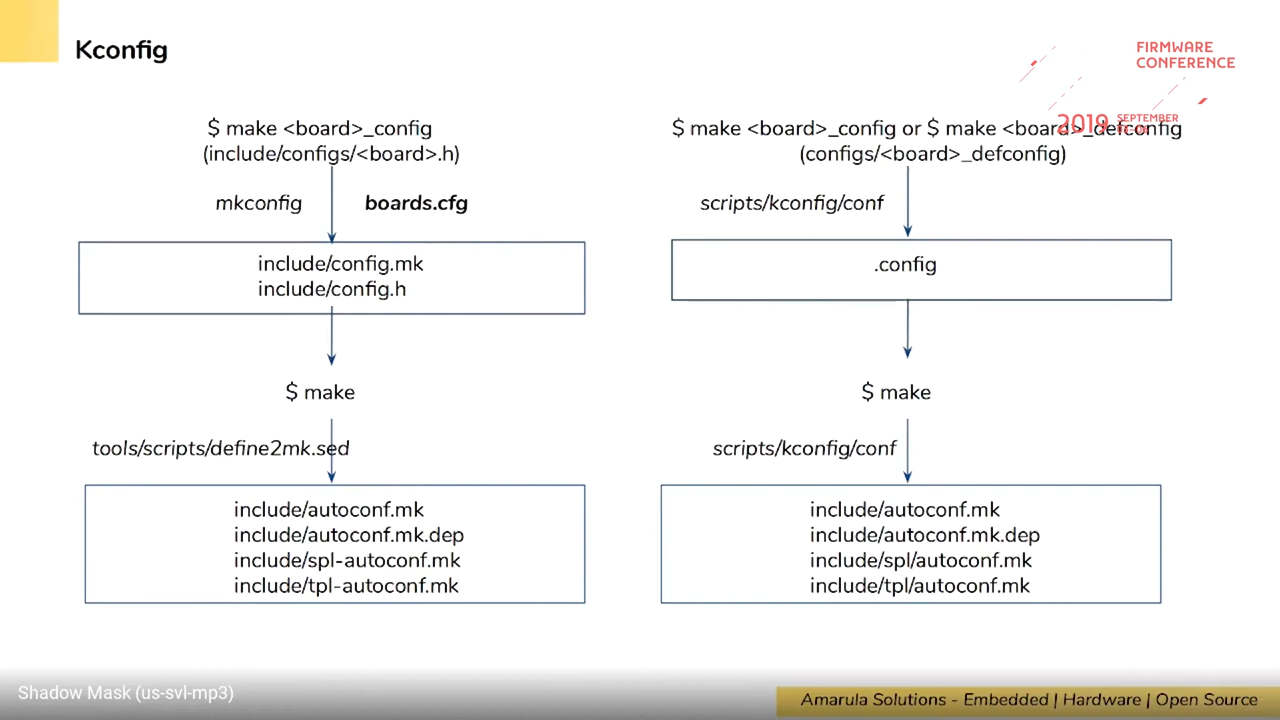 Kconfig
FIRMWARE
CONFERENCE
2019 SEPTEMBER
$ make <board>_config
(include/configs/<board>.h)
mkconfig
boards.cfg
include/config.mk
include/config.h
$ make
tools/scripts/define2mk.sed
include/autoconf.mk
include/autoconf.mk.dep
include/spl-autoconf.mk
include/tpl-autoconf.mk
$ make <board>_config or $ make <board>_defconfig
(configs/<board>_defconfig)
scripts/kconfig/conf
.config
$ make
scripts/kconfig/conf
include/autoconf.mk
include/autoconf.mk.dep
include/spl/autoconf.mk
include/tpl/autoconf.mk
Shadow Mask (us-svl-mp3)
Amarula Solutions - Embedded | Hardware | Open Source